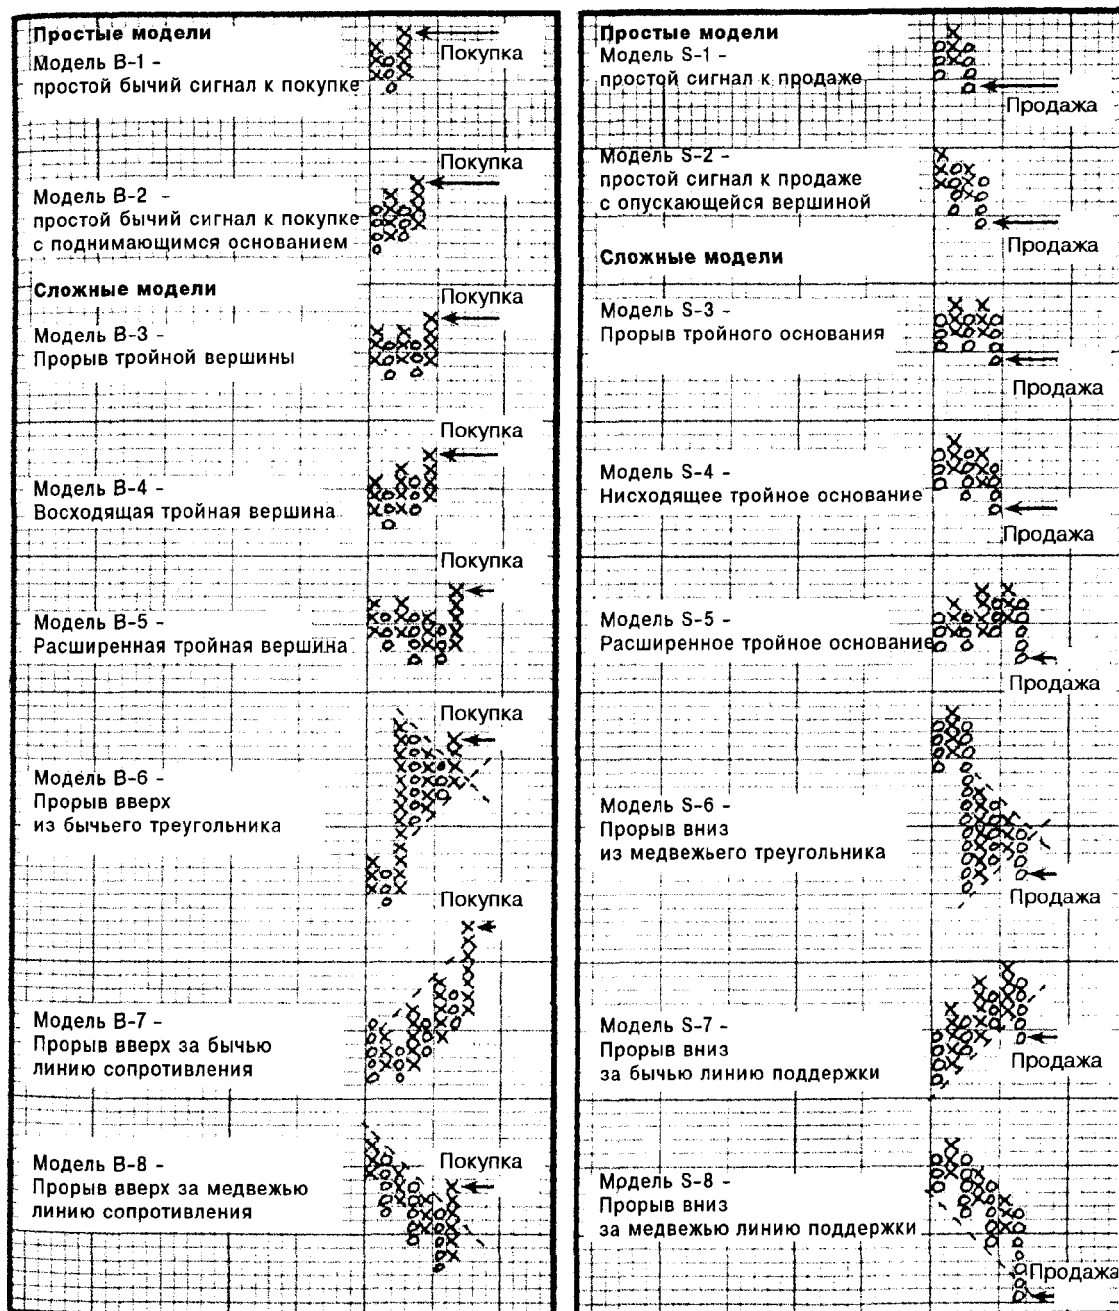 Простые модели
Модель B-1 -
простой бычий сигнал к покупке
Покупка
Модель B-2 -
простой бычий сигнал к покупке
с поднимающимся основанием
Покупка
Сложные модели
Модель B-3 -
Прорыв тройной вершины
Покупка
Модель B-4 -
Восходящая тройная вершина
Покупка
Модель B-5 -
Расширенная тройная вершина
Покупка
Модель B-6 -
Прорыв вверх
из бычьего треугольника
Покупка
Модель B-7 -
Прорыв вверх за бычью
линию сопротивления
Покупка
Модель B-8 -
Прорыв вверх за медвежью
линию сопротивления
Покупка
Простые модели
Модель S-1 -
простой сигнал к продаже
Продажа
Модель S-2 -
простой сигнал к продаже
с опускающейся вершиной
Продажа
Сложные модели
Модель S-3 -
Прорыв тройного основания
Продажа
Модель S-4 -
Нисходящее тройное основание
Продажа
Модель S-5 -
Расширенное тройное основание
Продажа
Модель S-6 -
Прорыв вниз
из медвежьего треугольника
Продажа
Модель S-7 -
Прорыв вниз
за бычью линию поддержки
Продажа
Модель S-8 -
Прорыв вниз
за медвежью линию поддержки
Продажа